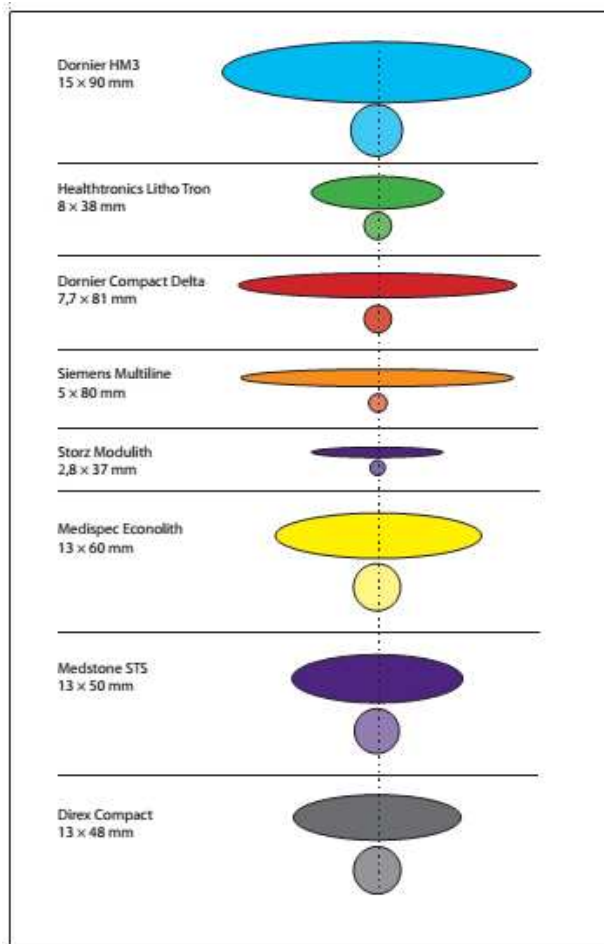 Dornier HM3
15 × 90 mm
Healthtronics Litho Tron
8 × 38 mm
Dornier Compact Delta
7,7 × 81 mm
Siemens Multiline
5 × 80 mm
Storz Modulith
2,8 × 37 mm
Medispec Econolith
13 × 60 mm
Medstone STS
13 × 50 mm
Direx Compact
13 × 48 mm